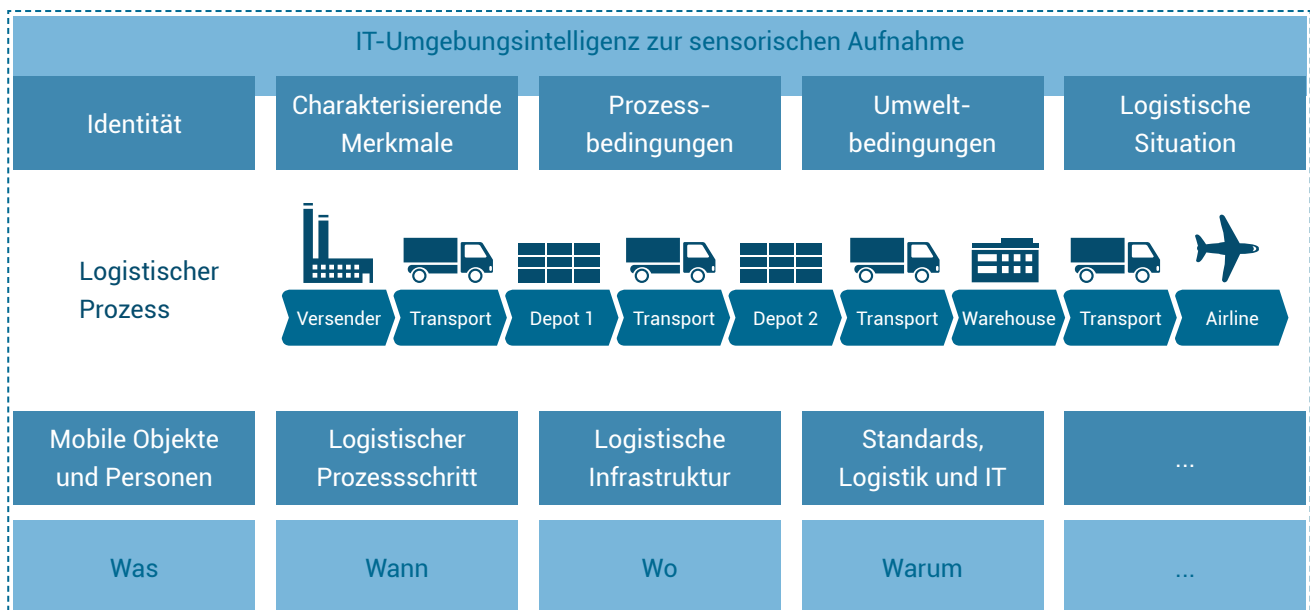 IT-Umgebungsintelligenz zur sensorischen Aufnahme
Identität
Charakterisierende
Merkmale
Prozess-
bedingungen
Umwelt-
bedingungen
Logistische
Situation
Logistischer
Prozess
Versender
Transport
Depot 1
Transport
Depot 2
Transport
Warehouse
Transport
Airline
Mobile Objekte
und Personen
Logistischer
Prozessschritt
Logistische
Infrastruktur
Standards,
Logistik und IT
...
Was
Wann
Wo
Warum
...